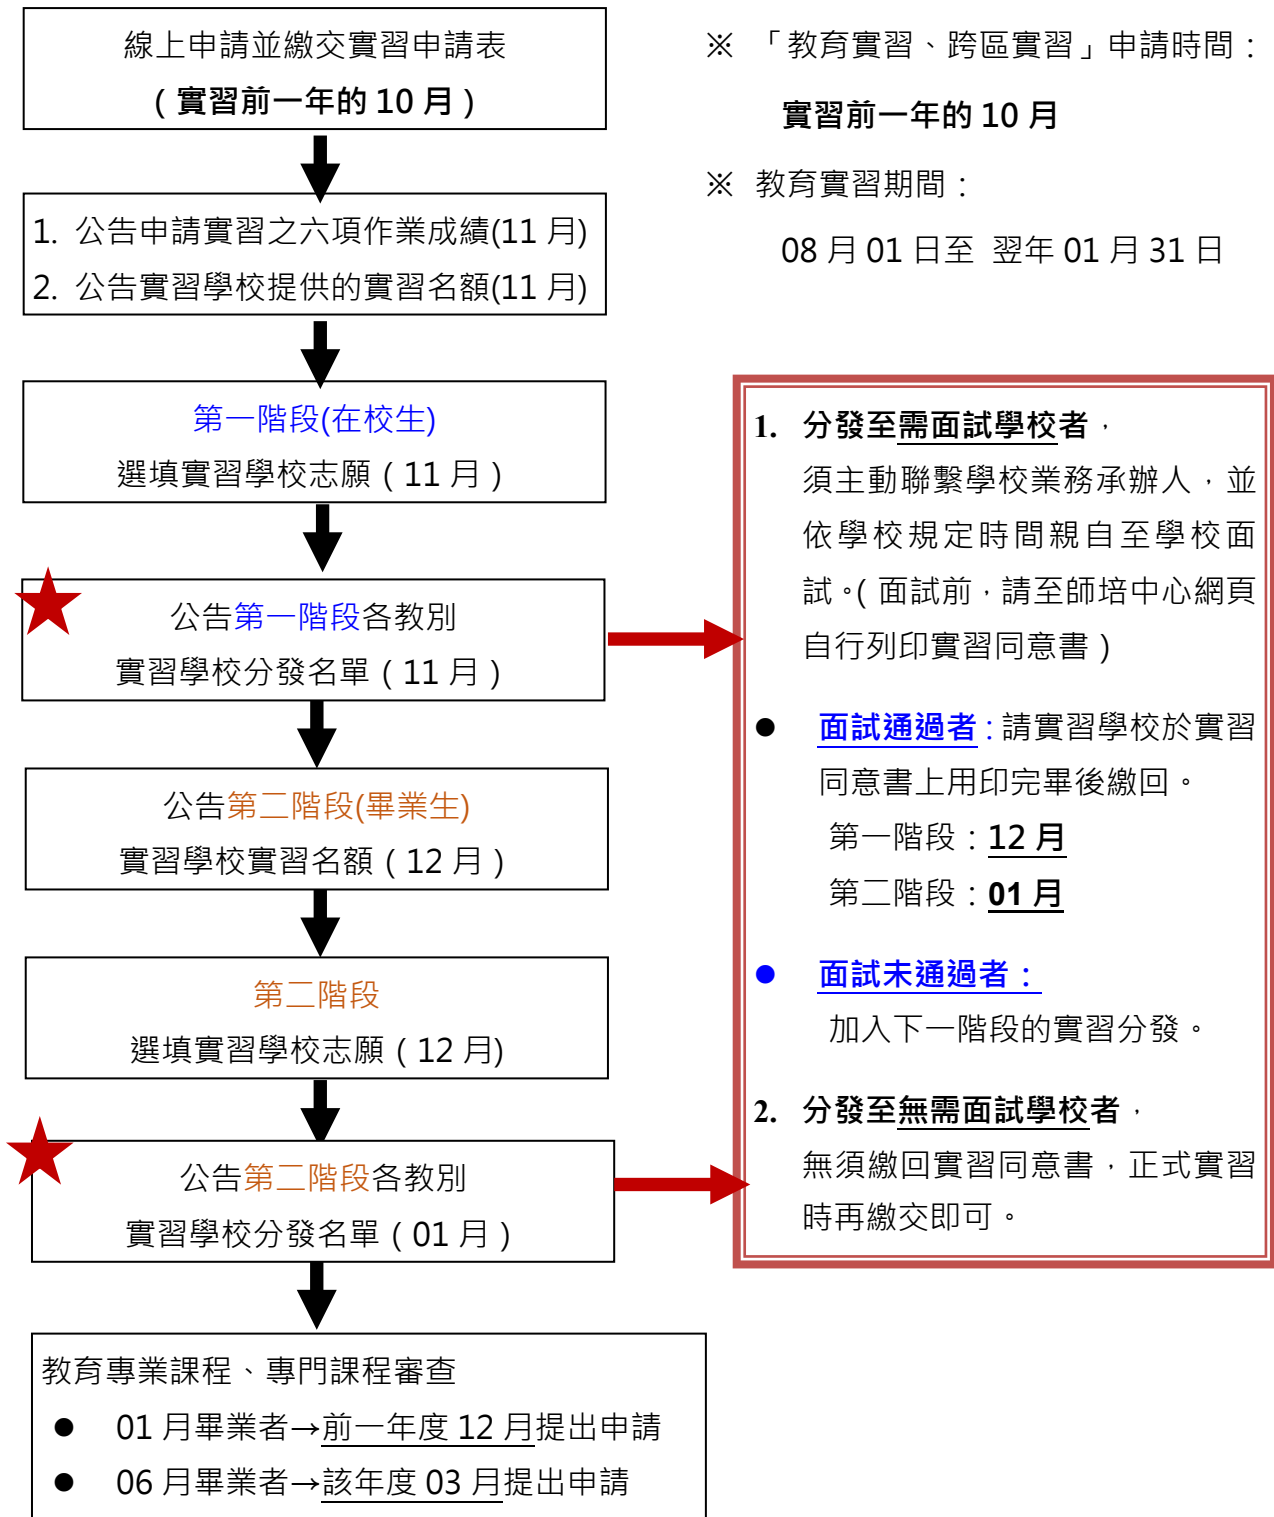 線上申請並繳交實習申請表
（實習前一年的 10 月）
1. 公告申請實習之六項作業成績(11 月)
2. 公告實習學校提供的實習名額(11 月)
第一階段(在校生)
選填實習學校志願（11 月）
公告第一階段各教別
實習學校分發名單（11 月）
公告第二階段(畢業生)
實習學校實習名額（12 月）
第二階段
選填實習學校志願（12 月)
公告第二階段各教別
實習學校分發名單（01 月）
教育專業課程、專門課程審查
● 01 月畢業者→前一年度 12 月提出申請
● 06 月畢業者→該年度 03 月提出申請
※ 「教育實習、跨區實習」申請時間：
實習前一年的 10 月
※ 教育實習期間：
08 月 01 日至 翌年 01 月 31 日
1. 分發至需面試學校者，
須主動聯繫學校業務承辦人，並
依學校規定時間親自至學校面
試。（面試前，請至師培中心網頁
自行列印實習同意書）
● 面試通過者：請實習學校於實習
同意書上用印完畢後繳回。
第一階段：12 月
第二階段：01 月
● 面試未通過者：
加入下一階段的實習分發。
2. 分發至無需面試學校者，
無須繳回實習同意書，正式實習
時再繳交即可。